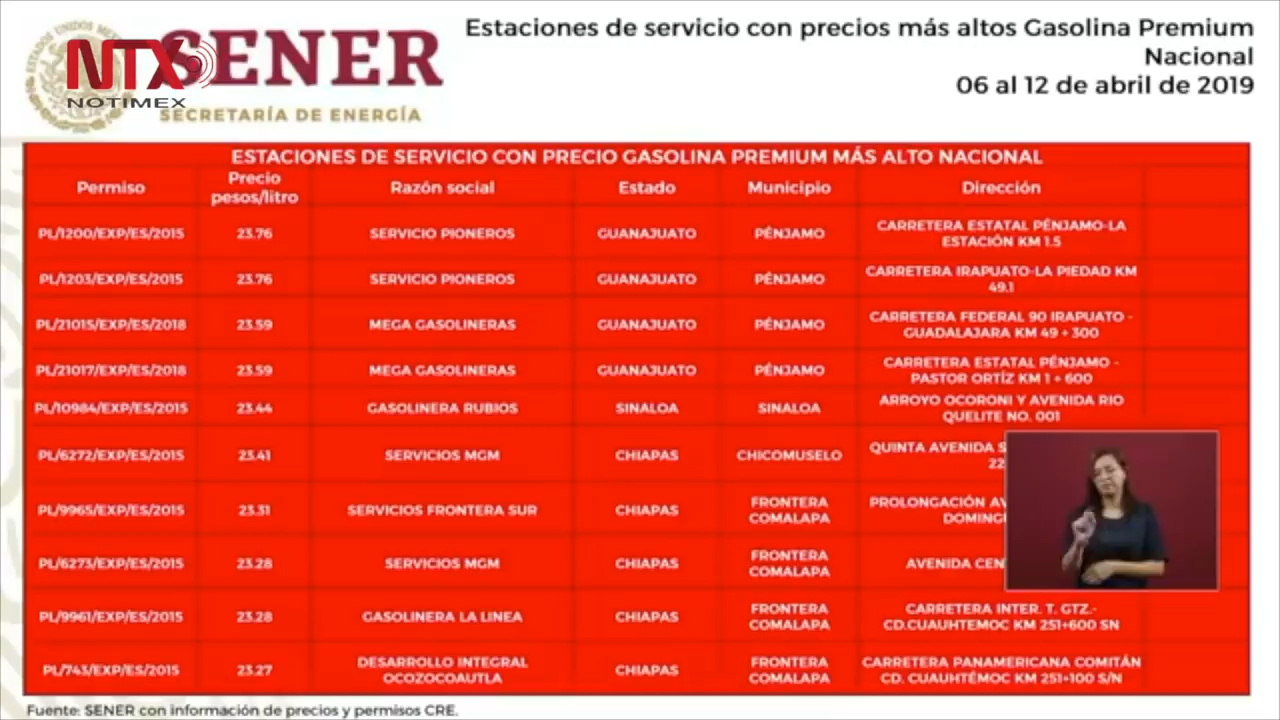 NTX
NOTIMEX
SENER
SECRETARÍA DE ENERGÍA
Estaciones de servicio con precios más altos Gasolina Premium
Nacional
06 al 12 de abril de 2019
ESTACIONES DE SERVICIO CON PRECIO GASOLINA PREMIUM MÁS ALTO NACIONAL
Permiso Precio pesos/litro Razón social Estado Municipio Dirección
PL/1200/EXP/ES/2015 23.76 SERVICIO PIONEROS GUANAJUATO PÉNJAMO CARRETERA ESTATAL PÉNJAMO-LA
ESTACIÓN KM 1.5
PL/1203/EXP/ES/2015 23.76 SERVICIO PIONEROS GUANAJUATO PÉNJAMO CARRETERA IRAPUATO-LA PIEDAD KM
49.1
PL/21015/EXP/ES/2018 23.59 MEGA GASOLINERAS GUANAJUATO PÉNJAMO CARRETERA FEDERAL 90 IRAPUATO -
GUADALAJARA KM 49 + 300
PL/21017/EXP/ES/2018 23.59 MEGA GASOLINERAS GUANAJUATO PÉNJAMO CARRETERA ESTATAL PÉNJAMO -
PASTOR ORTÍZ KM 1 + 600
PL/10984/EXP/ES/2015 23.44 GASOLINERA RUBIOS SINALOA SINALOA ARROYO OCORONI Y AVENIDA RIO
QUELITE NO. 001
PL/6272/EXP/ES/2015 23.41 SERVICIOS MGM CHIAPAS CHICOMUSELO QUINTA AVENIDA S
22
PL/9965/EXP/ES/2015 23.31 SERVICIOS FRONTERA SUR CHIAPAS FRONTERA COMALAPA PROLONGACIÓN AV
DOMING
PL/6273/EXP/ES/2015 23.28 SERVICIOS MGM CHIAPAS FRONTERA COMALAPA AVENIDA CEN
PL/9961/EXP/ES/2015 23.28 GASOLINERA LA LINEA CHIAPAS FRONTERA COMALAPA CARRETERA INTER. T. GTZ.-
CD.CUAUHTEMOC KM 251+600 SN
PL/743/EXP/ES/2015 23.27 DESARROLLO INTEGRAL OCOZOCOAUTLA CHIAPAS FRONTERA COMALAPA CARRETERA PANAMERICANA COMITÁN
CD. CUAUHTÉMOC KM 251+100 S/N
Fuente: SENER con información de precios y permisos CRE.